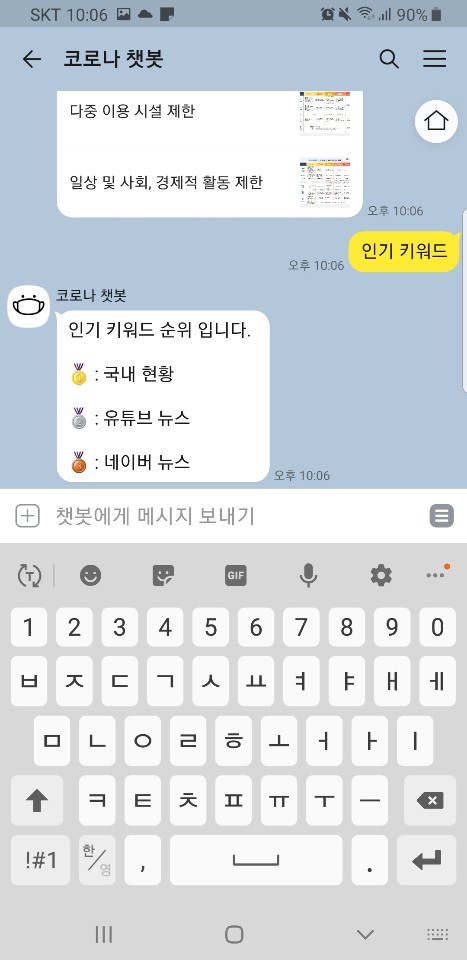 SKT 10:06 90%
코로나 챗봇
다중 이용 시설 제한
일상 및 사회, 경제적 활동 제한
오후 10:06
인기 키워드
오후 10:06
코로나 챗봇
인기 키워드 순위 입니다.
: 국내 현황
: 유튜브 뉴스
: 네이버 뉴스
오후 10:06
챗봇에게 메시지 보내기
T GIF
1 2 3 4 5 6 7 8 9 0
ㅂ ㅈ ㄷ ㄱ ㅅ ㅛ ㅕ ㅑ ㅐ ㅔ
ㅁ ㄴ ㅇ ㄹ ㅎ ㅗ ㅓ ㅏ ㅣ
ㅋ ㅌ ㅊ ㅍ ㅠ ㅜ ㅡ
!#1 한/영 , .